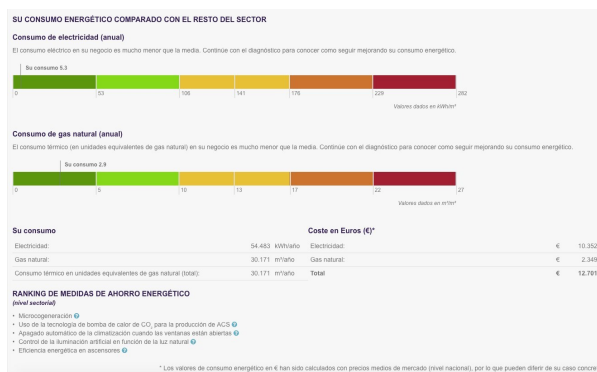 SU CONSUMO ENERGÉTICO COMPARADO CON EL RESTO DEL SECTOR
Consumo de electricidad (anual)
El consumo eléctrico en su negocio es mucho menor que la media. Continúe con el diagnóstico para conocer como seguir mejorando su consumo energético.
Su consumo 5.3
0 53 106 141 176 229 282
Valores dados en kWh/m²
Consumo de gas natural (anual)
El consumo térmico (en unidades equivalentes de gas natural) en su negocio es mucho menor que la media. Continúe con el diagnóstico para conocer como seguir mejorando su consumo energético.
Su consumo 2.9
0 5 10 13 17 22 27
Valores dados en m³/m²
Su consumo
Electricidad: 54.483 kWh/año
Gas natural: 30.171 m³/año
Consumo térmico en unidades equivalentes de gas natural (total): 30.171 m³/año
Coste en Euros (€)*
Electricidad: € 10.352
Gas natural: € 2.349
Total € 12.701
RANKING DE MEDIDAS DE AHORRO ENERGÉTICO
(nivel sectorial)
• Microcogeneración ?
• Uso de la tecnología de bomba de calor de CO₂ para la producción de ACS ?
• Apagado automático de la climatización cuando las ventanas están abiertas ?
• Control de la iluminación artificial en función de la luz natural ?
• Eficiencia energética en ascensores ?
* Los valores de consumo energético en € han sido calculados con precios medios de mercado (nivel nacional), por lo que pueden diferir de su caso concre